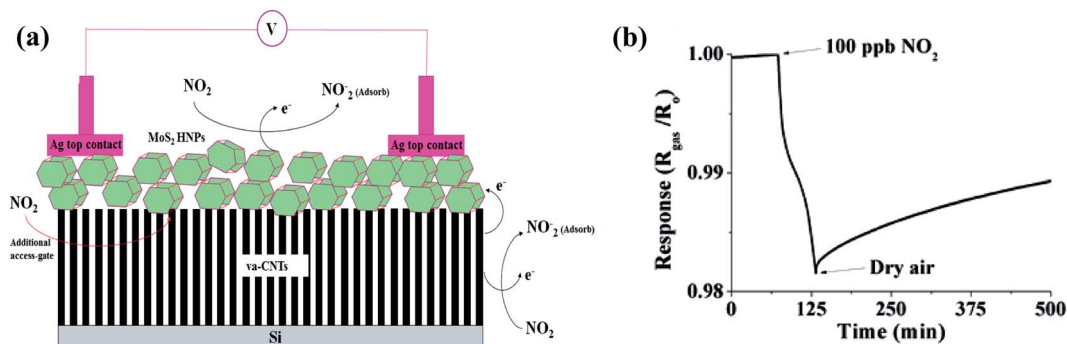 (a)
V
NO₂
NO⁻₂ (Adsorb)
e⁻
Ag top contact
MoS₂ HNPs
Ag top contact
NO₂
e⁻
Additional
access-gate
NO⁻₂ (Adsorb)
va-CNTs
e⁻
NO₂
Si
(b)
1.00
100 ppb NO₂
0.99
0.98
Dry air
Response (R_gas/R_o)
0
125
250
375
500
Time (min)